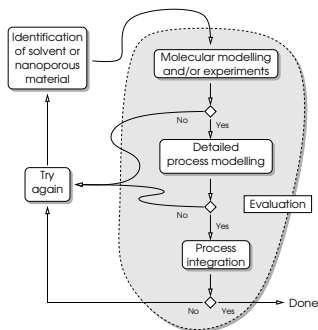 Identification
of solvent or
nanoporous
material
Molecular modelling
and/or experiments
No
Yes
Detailed
process modelling
Try
again
No
Yes
Evaluation
Process
integration
No
Yes
Done